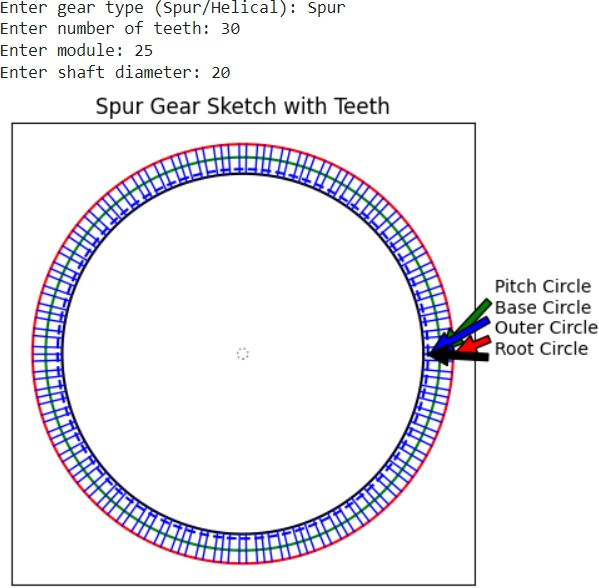 Enter gear type (Spur/Helical): Spur
Enter number of teeth: 30
Enter module: 25
Enter shaft diameter: 20
Spur Gear Sketch with Teeth
Pitch Circle
Base Circle
Outer Circle
Root Circle